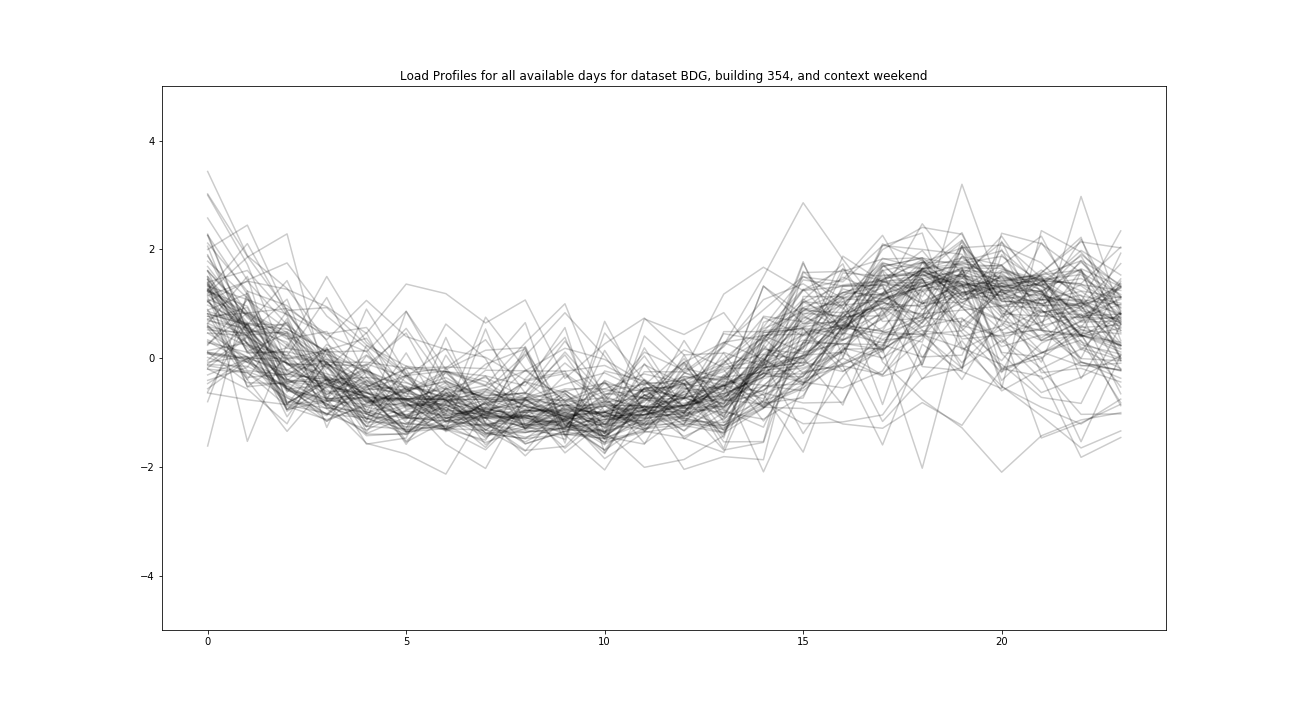 Load Profiles for all available days for dataset BDG, building 354, and context weekend
4
2
0
−2
−4
0 5 10 15 20